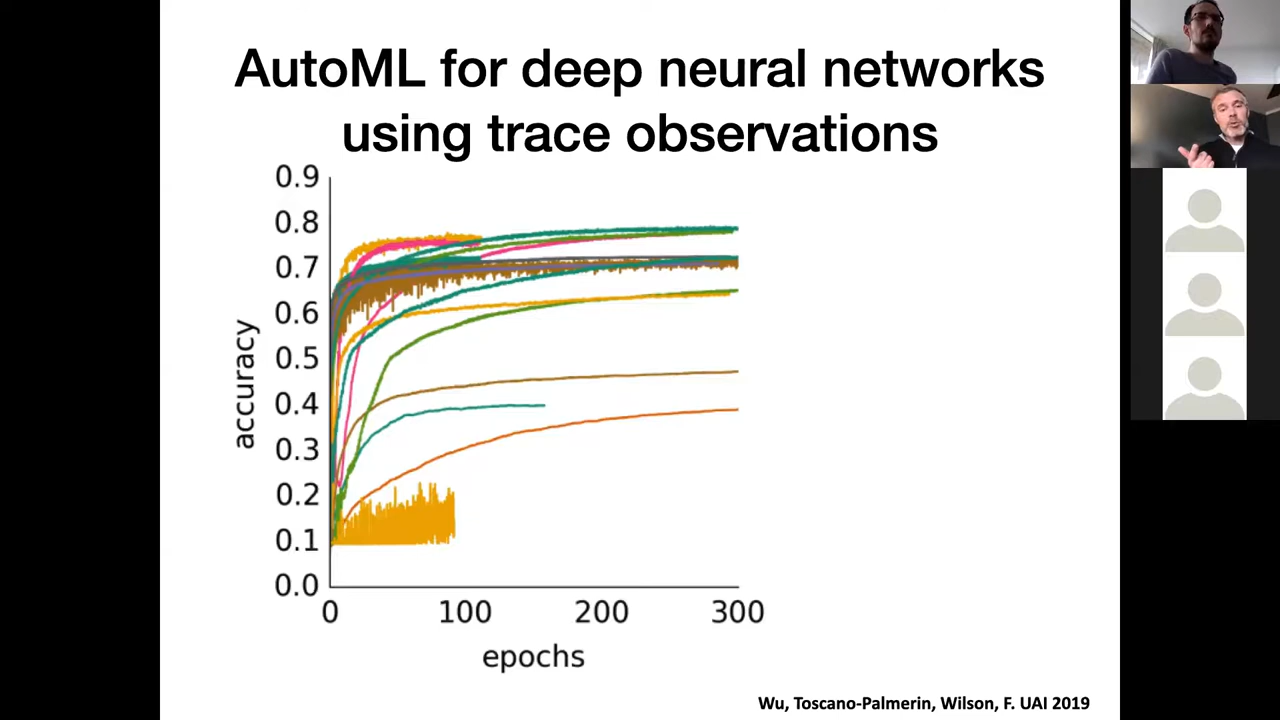 AutoML for deep neural networks
using trace observations
0.9
0.8
0.7
0.6
0.5
0.4
0.3
0.2
0.1
0.0
accuracy
0 100 200 300
epochs
Wu, Toscano-Palmerin, Wilson, F. UAI 2019